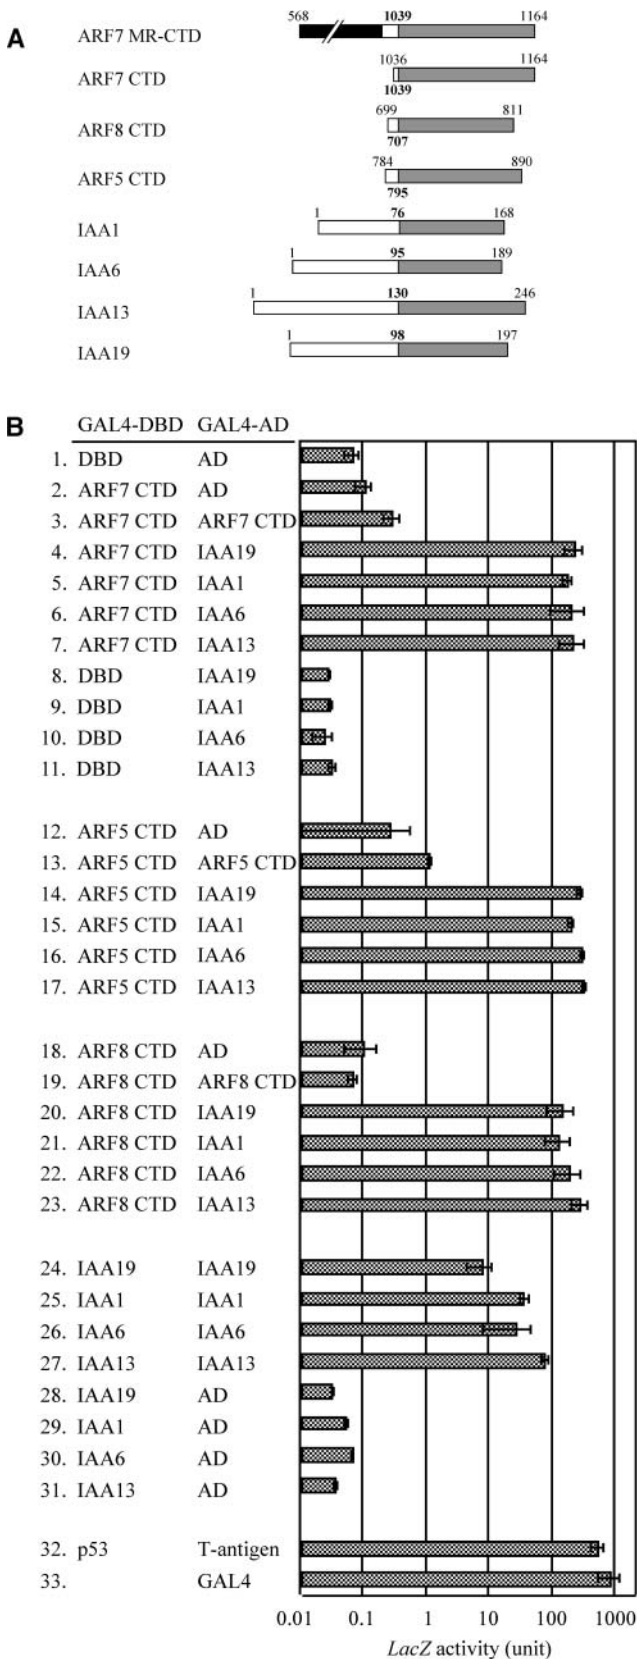 A
568 1039 1164
ARF7 MR-CTD
1036 1164
ARF7 CTD
1039
699 811
ARF8 CTD
707
784 890
ARF5 CTD
795
1 76 168
IAA1
1 95 189
IAA6
1 130 246
IAA13
1 98 197
IAA19
B
GAL4-DBD GAL4-AD
1. DBD AD
2. ARF7 CTD AD
3. ARF7 CTD ARF7 CTD
4. ARF7 CTD IAA19
5. ARF7 CTD IAA1
6. ARF7 CTD IAA6
7. ARF7 CTD IAA13
8. DBD IAA19
9. DBD IAA1
10. DBD IAA6
11. DBD IAA13
12. ARF5 CTD AD
13. ARF5 CTD ARF5 CTD
14. ARF5 CTD IAA19
15. ARF5 CTD IAA1
16. ARF5 CTD IAA6
17. ARF5 CTD IAA13
18. ARF8 CTD AD
19. ARF8 CTD ARF8 CTD
20. ARF8 CTD IAA19
21. ARF8 CTD IAA1
22. ARF8 CTD IAA6
23. ARF8 CTD IAA13
24. IAA19 IAA19
25. IAA1 IAA1
26. IAA6 IAA6
27. IAA13 IAA13
28. IAA19 AD
29. IAA1 AD
30. IAA6 AD
31. IAA13 AD
32. p53 T-antigen
33. GAL4
0.01 0.1 1 10 100 1000
LacZ activity (unit)